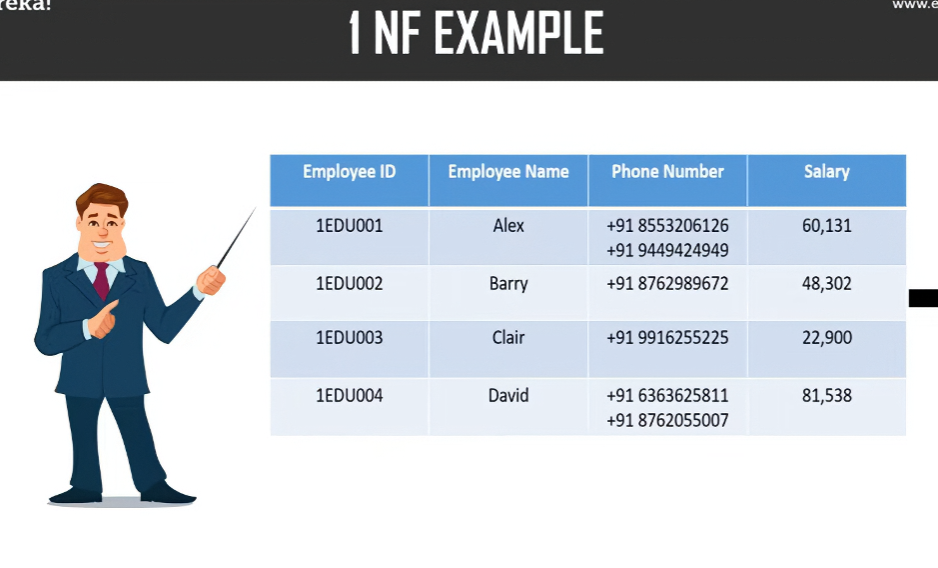 1 NF EXAMPLE
Employee ID Employee Name Phone Number Salary
1EDU001 Alex +91 8553206126 60,131
+91 9449424949
1EDU002 Barry +91 8762989672 48,302
1EDU003 Clair +91 9916255225 22,900
1EDU004 David +91 6363625811 81,538
+91 8762055007